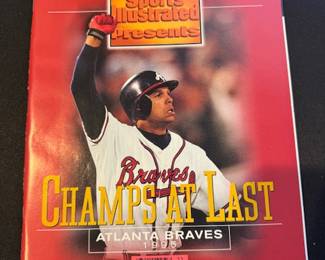 Sports Illustrated
Presents
Braves
CHAMPS AT LAST
ATLANTA BRAVES
1995